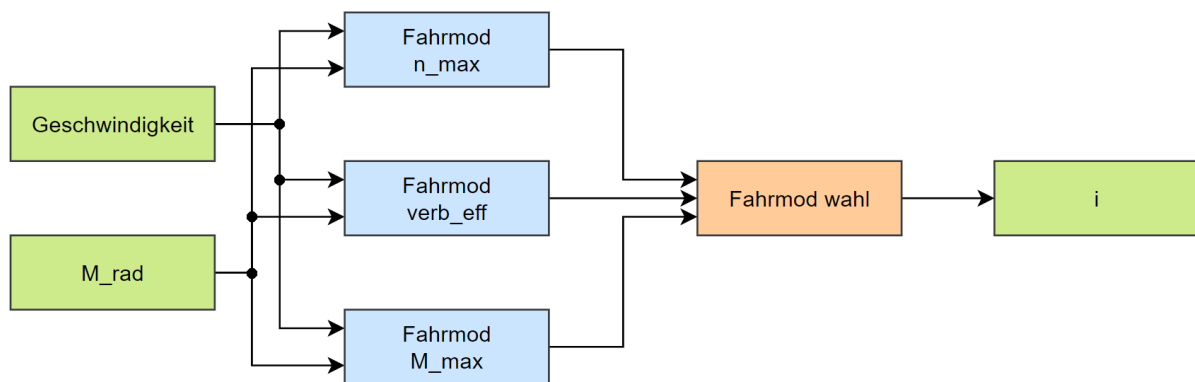 Geschwindigkeit
M_rad
Fahrmod
n_max
Fahrmod
verb_eff
Fahrmod
M_max
Fahrmod wahl
i